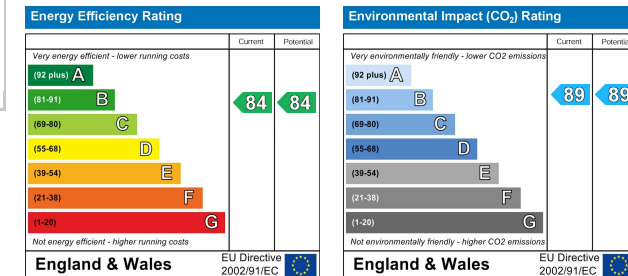 Energy Efficiency Rating
Current Potential
Very energy efficient - lower running costs
(92 plus) A
(81-91) B
84 84
(69-80) C
(55-68) D
(39-54) E
(21-38) F
(1-20) G
Not energy efficient - higher running costs
England & Wales
EU Directive
2002/91/EC
Environmental Impact (CO₂) Rating
Current Potential
Very environmentally friendly - lower CO2 emissions
(92 plus) A
(81-91) B
89 89
(69-80) C
(55-68) D
(39-54) E
(21-38) F
(1-20) G
Not environmentally friendly - higher CO2 emissions
England & Wales
EU Directive
2002/91/EC